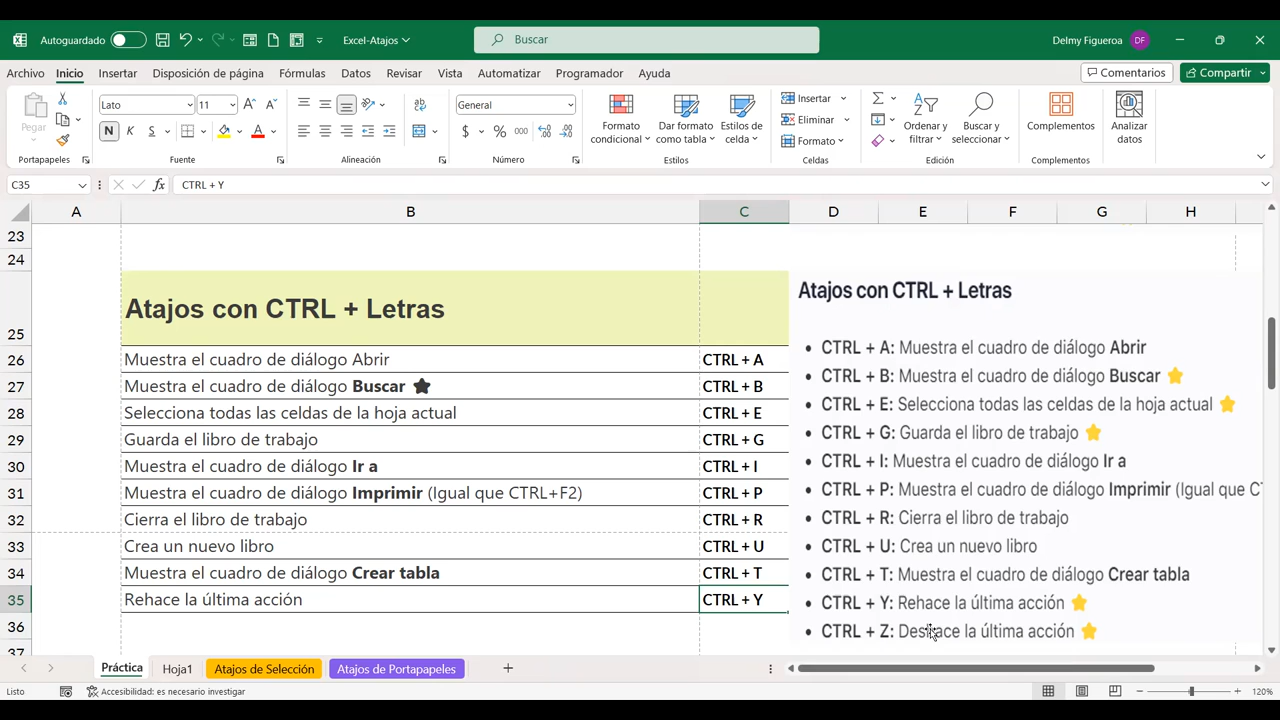 Autoguardado
Excel-Atajos
Buscar
Delmy Figueroa
DF
Archivo Inicio Insertar Disposición de página Fórmulas Datos Revisar Vista Automatizar Programador Ayuda
Comentarios
Compartir
Pegar
Portapapeles
Lato
11
N K S
A
Fuente
Alineación
General
$ % 000
Número
Formato condicional
Dar formato como tabla
Estilos de celda
Estilos
Insertar
Eliminar
Formato
Celdas
Ordenar y filtrar
Buscar y seleccionar
Edición
Complementos
Complementos
Analizar datos
C35
fx
CTRL + Y
A B C D E F G H
23
24
25 Atajos con CTRL + Letras
26 Muestra el cuadro de diálogo Abrir CTRL + A
27 Muestra el cuadro de diálogo Buscar CTRL + B
28 Selecciona todas las celdas de la hoja actual CTRL + E
29 Guarda el libro de trabajo CTRL + G
30 Muestra el cuadro de diálogo Ir a CTRL + I
31 Muestra el cuadro de diálogo Imprimir (Igual que CTRL+F2) CTRL + P
32 Cierra el libro de trabajo CTRL + R
33 Crea un nuevo libro CTRL + U
34 Muestra el cuadro de diálogo Crear tabla CTRL + T
35 Rehace la última acción CTRL + Y
36
37
Atajos con CTRL + Letras
• CTRL + A: Muestra el cuadro de diálogo Abrir
• CTRL + B: Muestra el cuadro de diálogo Buscar
• CTRL + E: Selecciona todas las celdas de la hoja actual
• CTRL + G: Guarda el libro de trabajo
• CTRL + I: Muestra el cuadro de diálogo Ir a
• CTRL + P: Muestra el cuadro de diálogo Imprimir (Igual que
• CTRL + R: Cierra el libro de trabajo
• CTRL + U: Crea un nuevo libro
• CTRL + T: Muestra el cuadro de diálogo Crear tabla
• CTRL + Y: Rehace la última acción
• CTRL + Z: Deshace la última acción
Práctica Hoja1 Atajos de Selección Atajos de Portapapeles
Listo
Accesibilidad: es necesario investigar
120%